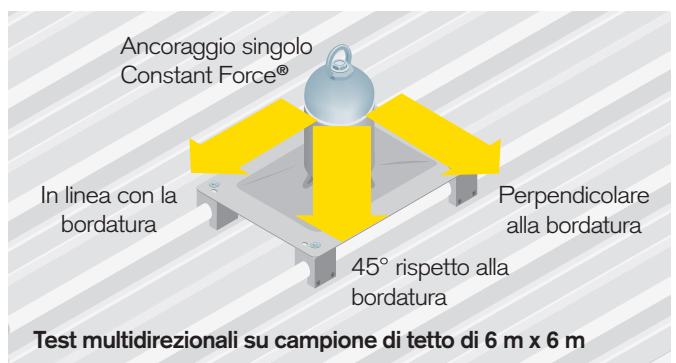 Ancoraggio singolo
Constant Force®
In linea con la
bordatura
Perpendicolare
alla bordatura
45° rispetto alla
bordatura
Test multidirezionali su campione di tetto di 6 m x 6 m